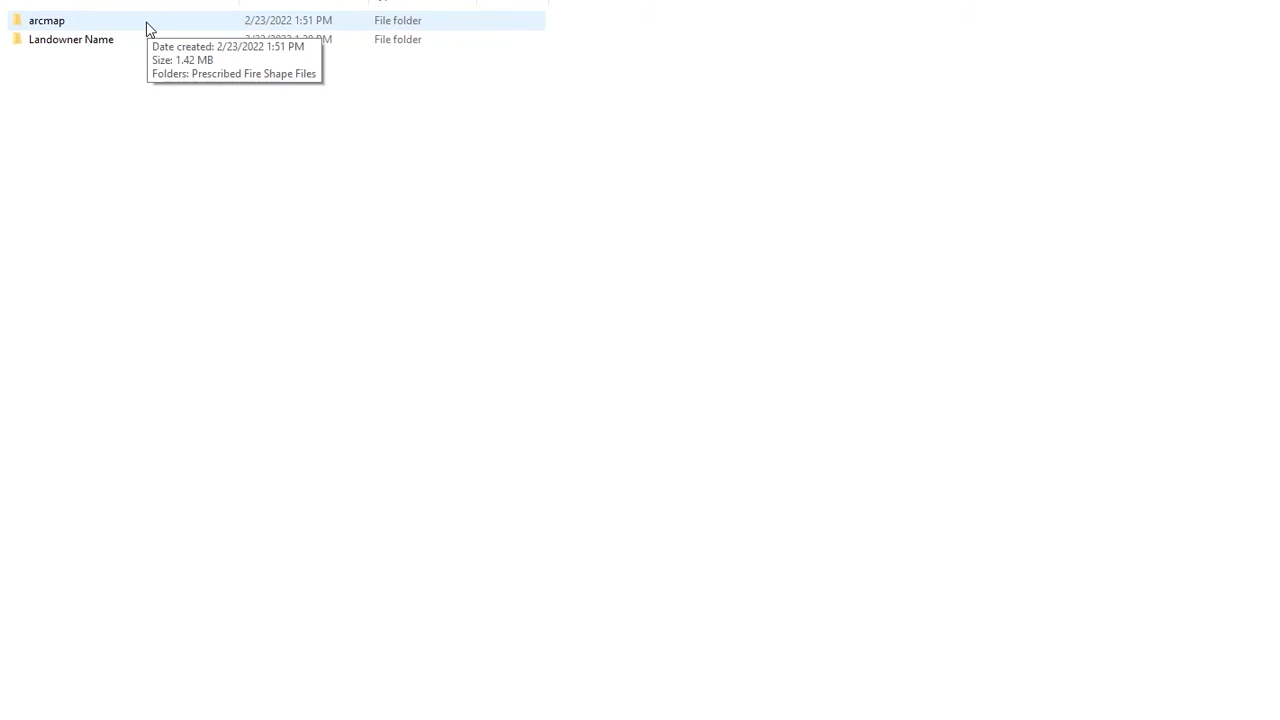 arcmap 2/23/2022 1:51 PM File folder
Landowner Name File folder
Date created: 2/23/2022 1:51 PM
Size: 1.42 MB
Folders: Prescribed Fire Shape Files